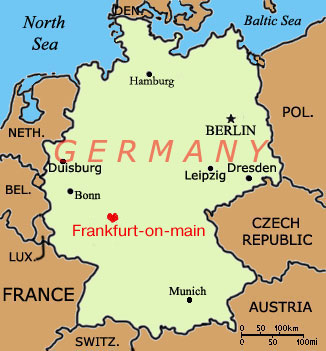 DEN.
North
Sea
Baltic Sea
Hamburg
BERLIN
POL.
NETH.
GERMANY
Duisburg
Leipzig
Dresden
BEL.
Bonn
Frankfurt-on-main
CZECH
REPUBLIC
LUX.
FRANCE
Munich
AUSTRIA
SWITZ.
0 50 100km
0 50 100mi